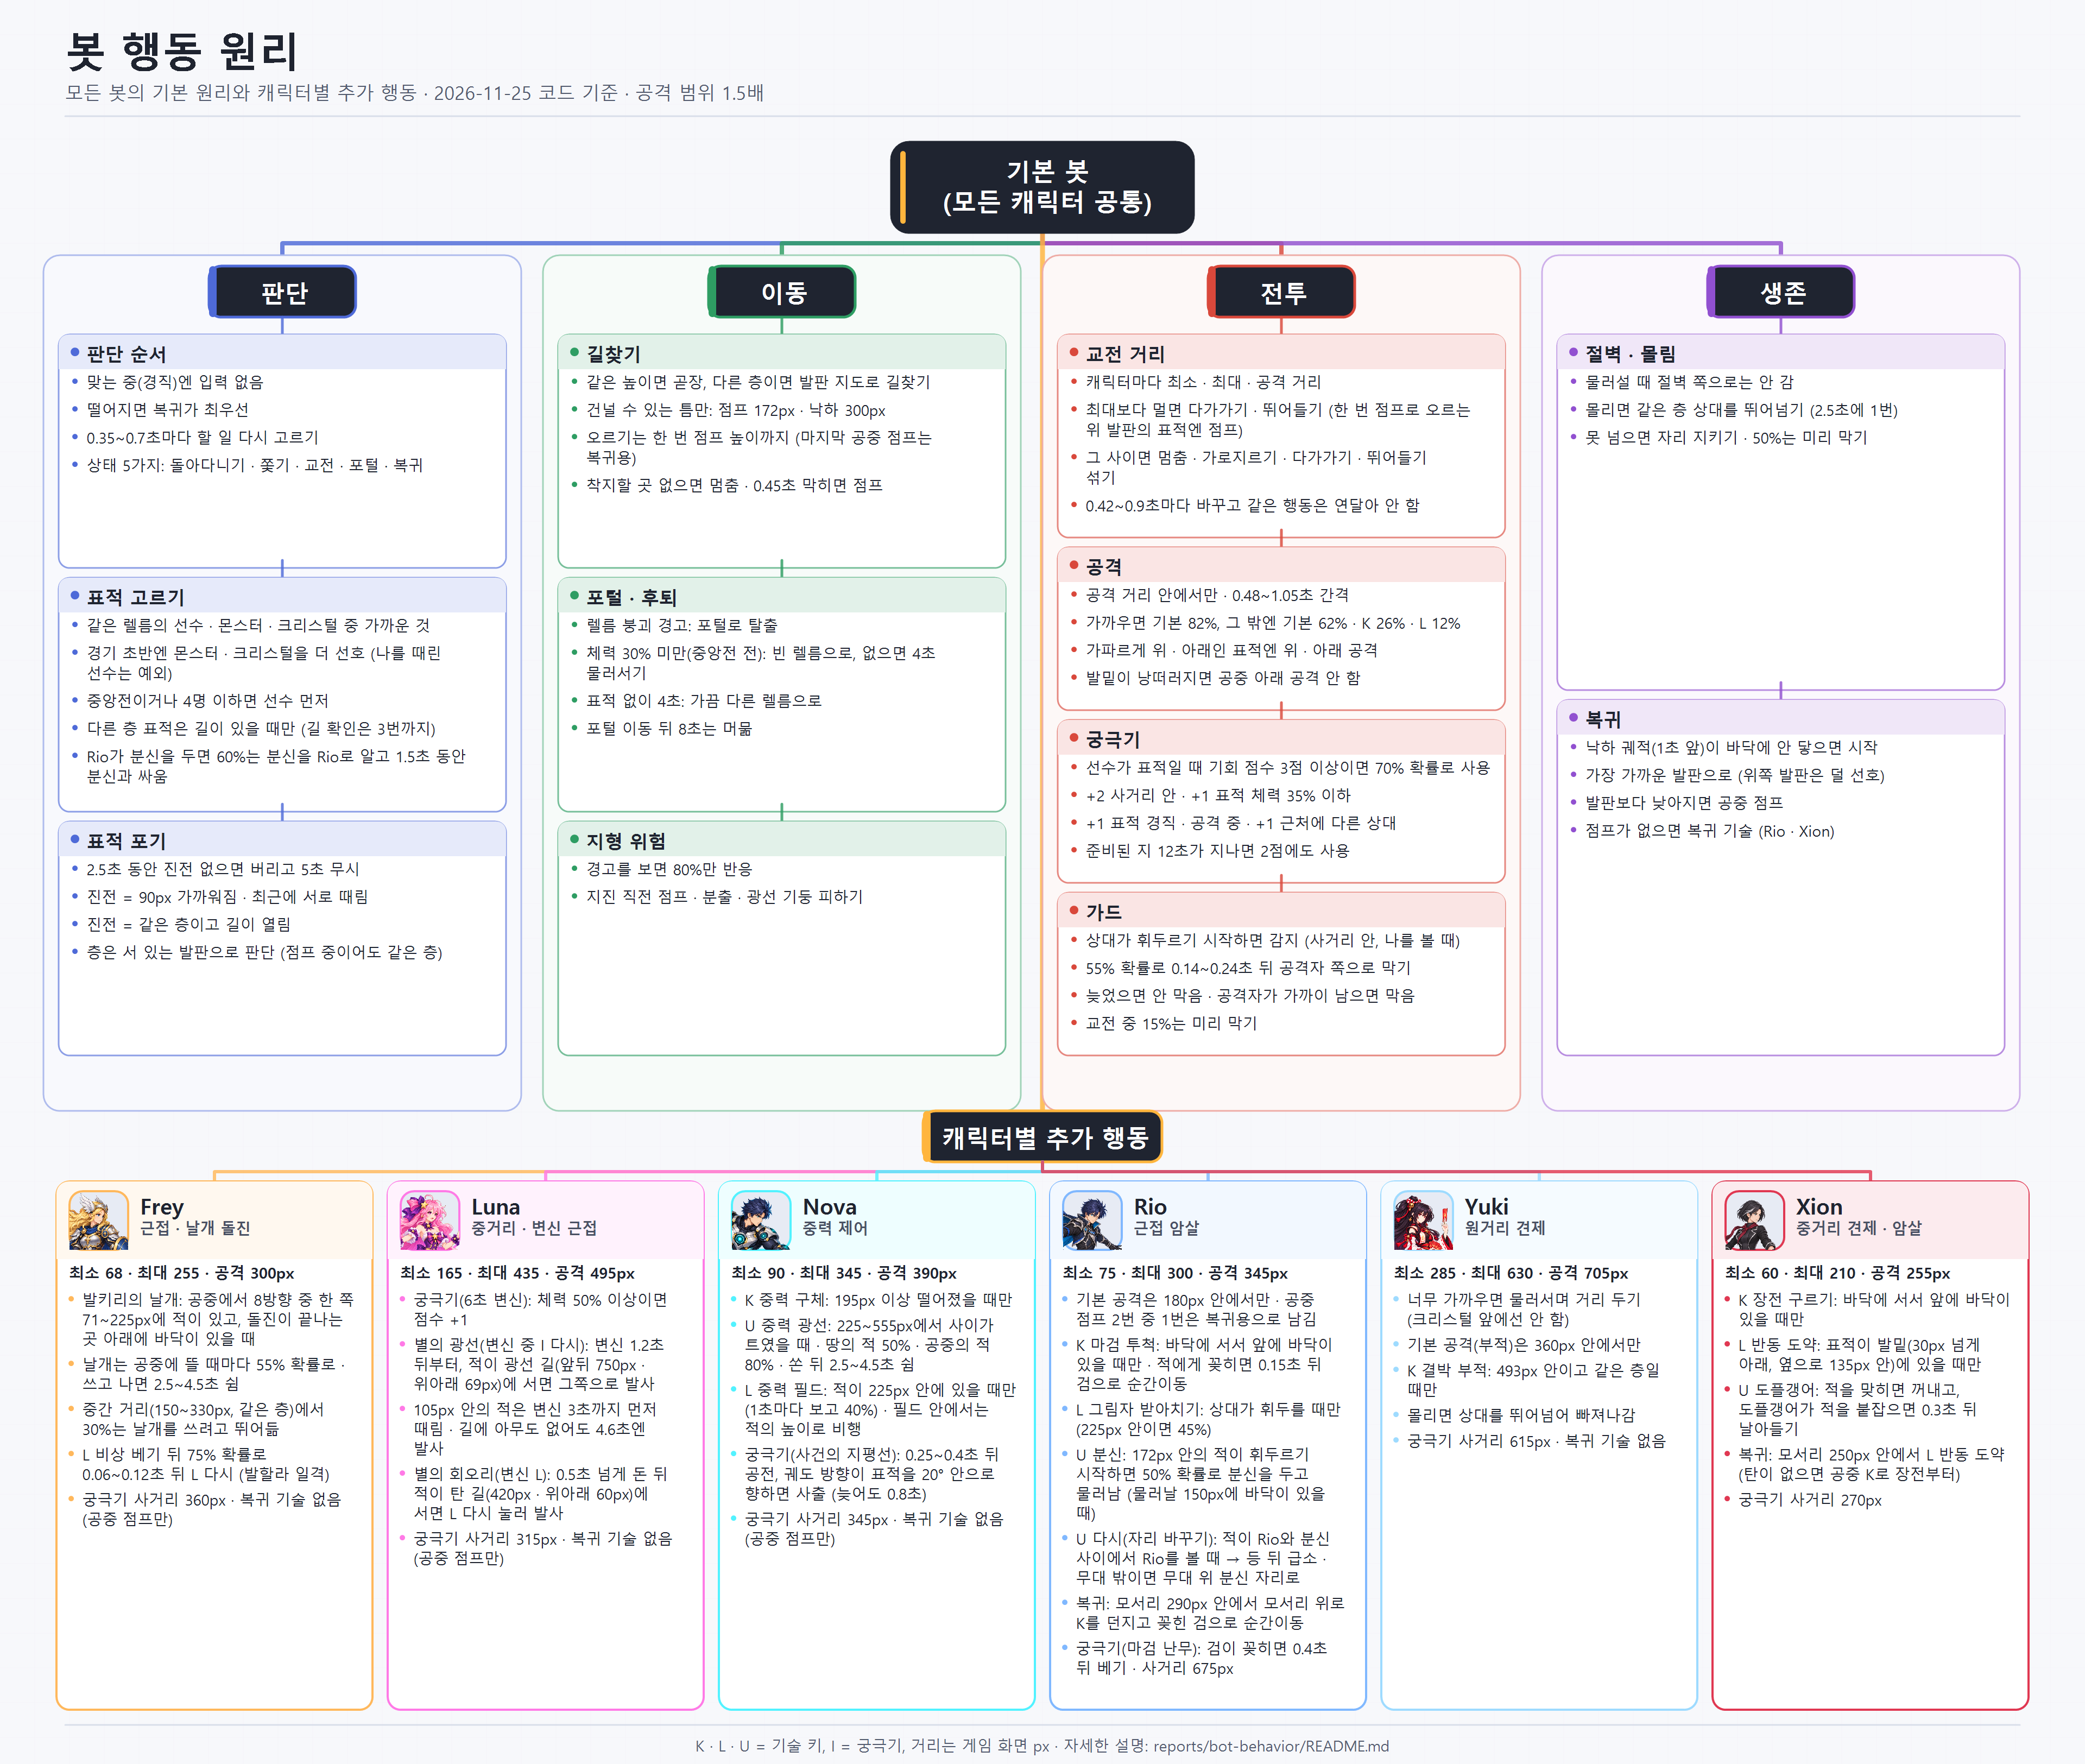 봇 행동 원리
모든 봇의 기본 원리와 캐릭터별 추가 행동 · 2026-11-25 코드 기준 · 공격 범위 1.5배
기본 봇
(모든 캐릭터 공통)
판단
판단 순서
맞는 중(경직)엔 입력 없음
떨어지면 복귀가 최우선
0.35~0.7초마다 할 일 다시 고르기
상태 5가지: 돌아다니기 · 쫓기 · 교전 · 포털 · 복귀
표적 고르기
같은 렐름의 선수 · 몬스터 · 크리스털 중 가까운 것
경기 초반엔 몬스터 · 크리스털을 더 선호 (나를 때린
선수는 예외)
중앙전이거나 4명 이하면 선수 먼저
다른 층 표적은 길이 있을 때만 (길 확인은 3번까지)
Rio가 분신을 두면 60%는 분신을 Rio로 알고 1.5초 동안
분신과 싸움
표적 포기
2.5초 동안 진전 없으면 버리고 5초 무시
진전 = 90px 가까워짐 · 최근에 서로 때림
진전 = 같은 층이고 길이 열림
층은 서 있는 발판으로 판단 (점프 중이어도 같은 층)
이동
길찾기
같은 높이면 곧장, 다른 층이면 발판 지도로 길찾기
건널 수 있는 틈만: 점프 172px · 낙하 300px
오르기는 한 번 점프 높이까지 (마지막 공중 점프는
복귀용)
착지할 곳 없으면 멈춤 · 0.45초 막히면 점프
포털 · 후퇴
렐름 붕괴 경고: 포털로 탈출
체력 30% 미만(중앙전 전): 빈 렐름으로, 없으면 4초
물러서기
표적 없이 4초: 가끔 다른 렐름으로
포털 이동 뒤 8초는 머묾
지형 위험
경고를 보면 80%만 반응
지진 직전 점프 · 분출 · 광선 기둥 피하기
전투
교전 거리
캐릭터마다 최소 · 최대 · 공격 거리
최대보다 멀면 다가가기 · 뛰어들기 (한 번 점프로 오르는
위 발판의 표적엔 점프)
그 사이면 멈춤 · 가로지르기 · 다가가기 · 뛰어들기
섞기
0.42~0.9초마다 바꾸고 같은 행동은 연달아 안 함
공격
공격 거리 안에서만 · 0.48~1.05초 간격
가까우면 기본 82%, 그 밖엔 기본 62% · K 26% · L 12%
가파르게 위 · 아래인 표적엔 위 · 아래 공격
발밑이 낭떠러지면 공중 아래 공격 안 함
궁극기
선수가 표적일 때 기회 점수 3점 이상이면 70% 확률로 사용
+2 사거리 안 · +1 표적 체력 35% 이하
+1 표적 경직 · 공격 중 · +1 근처에 다른 상대
준비된 지 12초가 지나면 2점에도 사용
가드
상대가 휘두르기 시작하면 감지 (사거리 안, 나를 볼 때)
55% 확률로 0.14~0.24초 뒤 공격자 쪽으로 막기
늦었으면 안 막음 · 공격자가 가까이 남으면 막음
교전 중 15%는 미리 막기
생존
절벽 · 몰림
물러설 때 절벽 쪽으로는 안 감
몰리면 같은 층 상대를 뛰어넘기 (2.5초에 1번)
못 넘으면 자리 지키기 · 50%는 미리 막기
복귀
낙하 궤적(1초 앞)이 바닥에 안 닿으면 시작
가장 가까운 발판으로 (위쪽 발판은 덜 선호)
발판보다 낮아지면 공중 점프
점프가 없으면 복귀 기술 (Rio · Xion)
캐릭터별 추가 행동
Frey
근접 · 날개 돌진
최소 68 · 최대 255 · 공격 300px
발키리의 날개: 공중에서 8방향 중 한 쪽
71~225px에 적이 있고, 돌진이 끝나는
곳 아래에 바닥이 있을 때
날개는 공중에 뜰 때마다 55% 확률로 ·
쓰고 나면 2.5~4.5초 쉼
중간 거리(150~330px, 같은 층)에서
30%는 날개를 쓰려고 뛰어듦
L 비상 베기 뒤 75% 확률로
0.06~0.12초 뒤 L 다시 (발할라 일격)
궁극기 사거리 360px · 복귀 기술 없음
(공중 점프만)
Luna
중거리 · 변신 근접
최소 165 · 최대 435 · 공격 495px
궁극기(6초 변신): 체력 50% 이상이면
점수 +1
별의 광선(변신 중 I 다시): 변신 1.2초
뒤부터, 적이 광선 길(앞뒤 750px ·
위아래 69px)에 서면 그쪽으로 발사
105px 안의 적은 변신 3초까지 먼저
때림 · 길에 아무도 없어도 4.6초엔
발사
별의 회오리(변신 L): 0.5초 넘게 돈 뒤
적이 탄 길(420px · 위아래 60px)에
서면 L 다시 눌러 발사
궁극기 사거리 315px · 복귀 기술 없음
(공중 점프만)
Nova
중력 제어
최소 90 · 최대 345 · 공격 390px
K 중력 구체: 195px 이상 떨어졌을 때만
U 중력 광선: 225~555px에서 사이가
트였을 때 · 땅의 적 50% · 공중의 적
80% · 쏜 뒤 2.5~4.5초 쉼
L 중력 필드: 적이 225px 안에 있을 때만
(1초마다 보고 40%) · 필드 안에서는
적의 높이로 비행
궁극기(사건의 지평선): 0.25~0.4초 뒤
공전, 궤도 방향이 표적을 20° 안으로
향하면 사출 (늦어도 0.8초)
궁극기 사거리 345px · 복귀 기술 없음
(공중 점프만)
Rio
근접 암살
최소 75 · 최대 300 · 공격 345px
기본 공격은 180px 안에서만 · 공중
점프 2번 중 1번은 복귀용으로 남김
K 마검 투척: 바닥에 서서 앞에 바닥이
있을 때만 · 적에게 꽂히면 0.15초 뒤
검으로 순간이동
L 그림자 받아치기: 상대가 휘두를 때만
(225px 안이면 45%)
U 분신: 172px 안의 적이 휘두르기
시작하면 50% 확률로 분신을 두고
물러남 (물러날 150px에 바닥이 있을
때)
U 다시(자리 바꾸기): 적이 Rio와 분신
사이에서 Rio를 볼 때 → 등 뒤 급소 ·
무대 밖이면 무대 위 분신 자리로
복귀: 모서리 290px 안에서 모서리 위로
K를 던지고 꽂힌 검으로 순간이동
궁극기(마검 난무): 검이 꽂히면 0.4초
뒤 베기 · 사거리 675px
Yuki
원거리 견제
최소 285 · 최대 630 · 공격 705px
너무 가까우면 물러서며 거리 두기
(크리스털 앞에선 안 함)
기본 공격(부적)은 360px 안에서만
K 결박 부적: 493px 안이고 같은 층일
때만
몰리면 상대를 뛰어넘어 빠져나감
궁극기 사거리 615px · 복귀 기술 없음
Xion
중거리 견제 · 암살
최소 60 · 최대 210 · 공격 255px
K 장전 구르기: 바닥에 서서 앞에 바닥이
있을 때만
L 반동 도약: 표적이 발밑(30px 넘게
아래, 옆으로 135px 안)에 있을 때만
U 도플갱어: 적을 맞히면 꺼내고,
도플갱어가 적을 붙잡으면 0.3초 뒤
날아들기
복귀: 모서리 250px 안에서 L 반동 도약
(탄이 없으면 공중 K로 장전부터)
궁극기 사거리 270px
K · L · U = 기술 키, I = 궁극기, 거리는 게임 화면 px · 자세한 설명: reports/bot-behavior/README.md